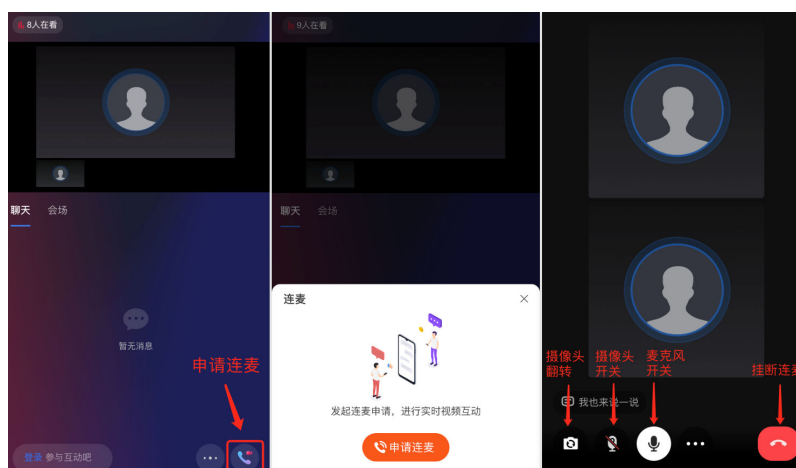 8人在看
聊天 会场
暂无消息
申请连麦
登录 参与互动吧
9人在看
聊天 会场
连麦
发起连麦申请，进行实时视频互动
申请连麦
摄像头
翻转
摄像头
开关
麦克风
开关
挂断连麦
我也来说一说